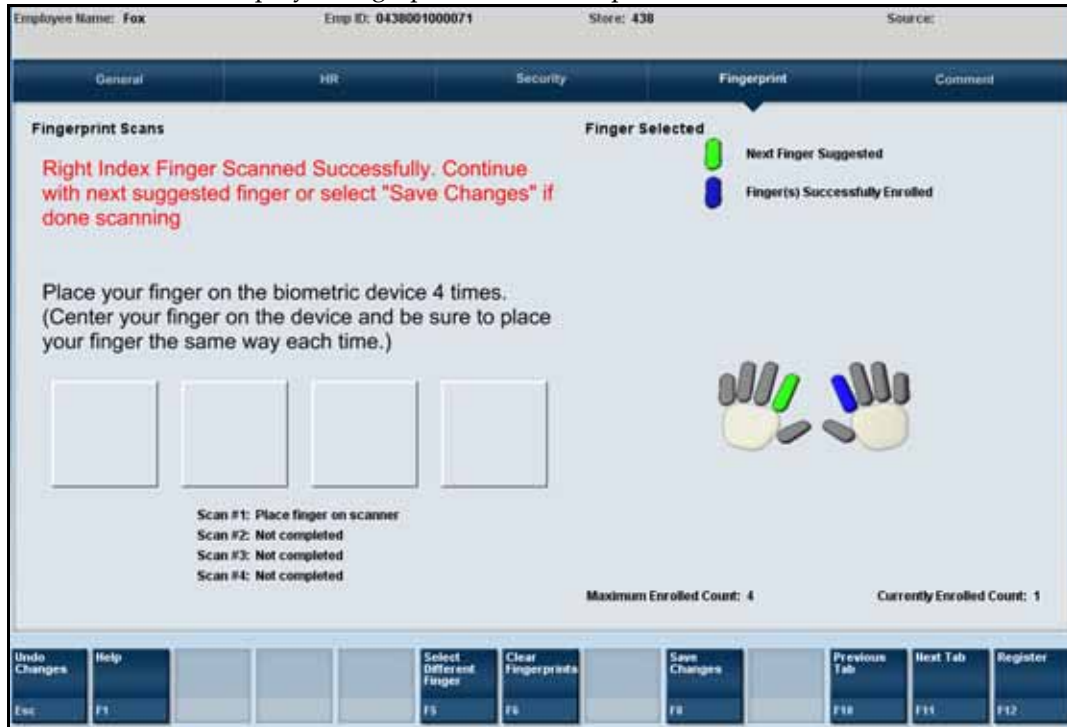 Employee Name: Fox Emp ID: 0438001000071 Store: 438 Source:
General HR Security Fingerprint Comment
Fingerprint Scans
Right Index Finger Scanned Successfully. Continue
with next suggested finger or select "Save Changes" if
done scanning
Place your finger on the biometric device 4 times.
(Center your finger on the device and be sure to place
your finger the same way each time.)
Scan #1: Place finger on scanner
Scan #2: Not completed
Scan #3: Not completed
Scan #4: Not completed
Finger Selected
Next Finger Suggested
Finger(s) Successfully Enrolled
Maximum Enrolled Count: 4 Currently Enrolled Count: 1
Undo
Changes
Esc
Help
F1
Select
Different
Finger
F5
Clear
Fingerprints
F6
Save
Changes
F8
Previous
Tab
F10
Next Tab
F11
Register
F12